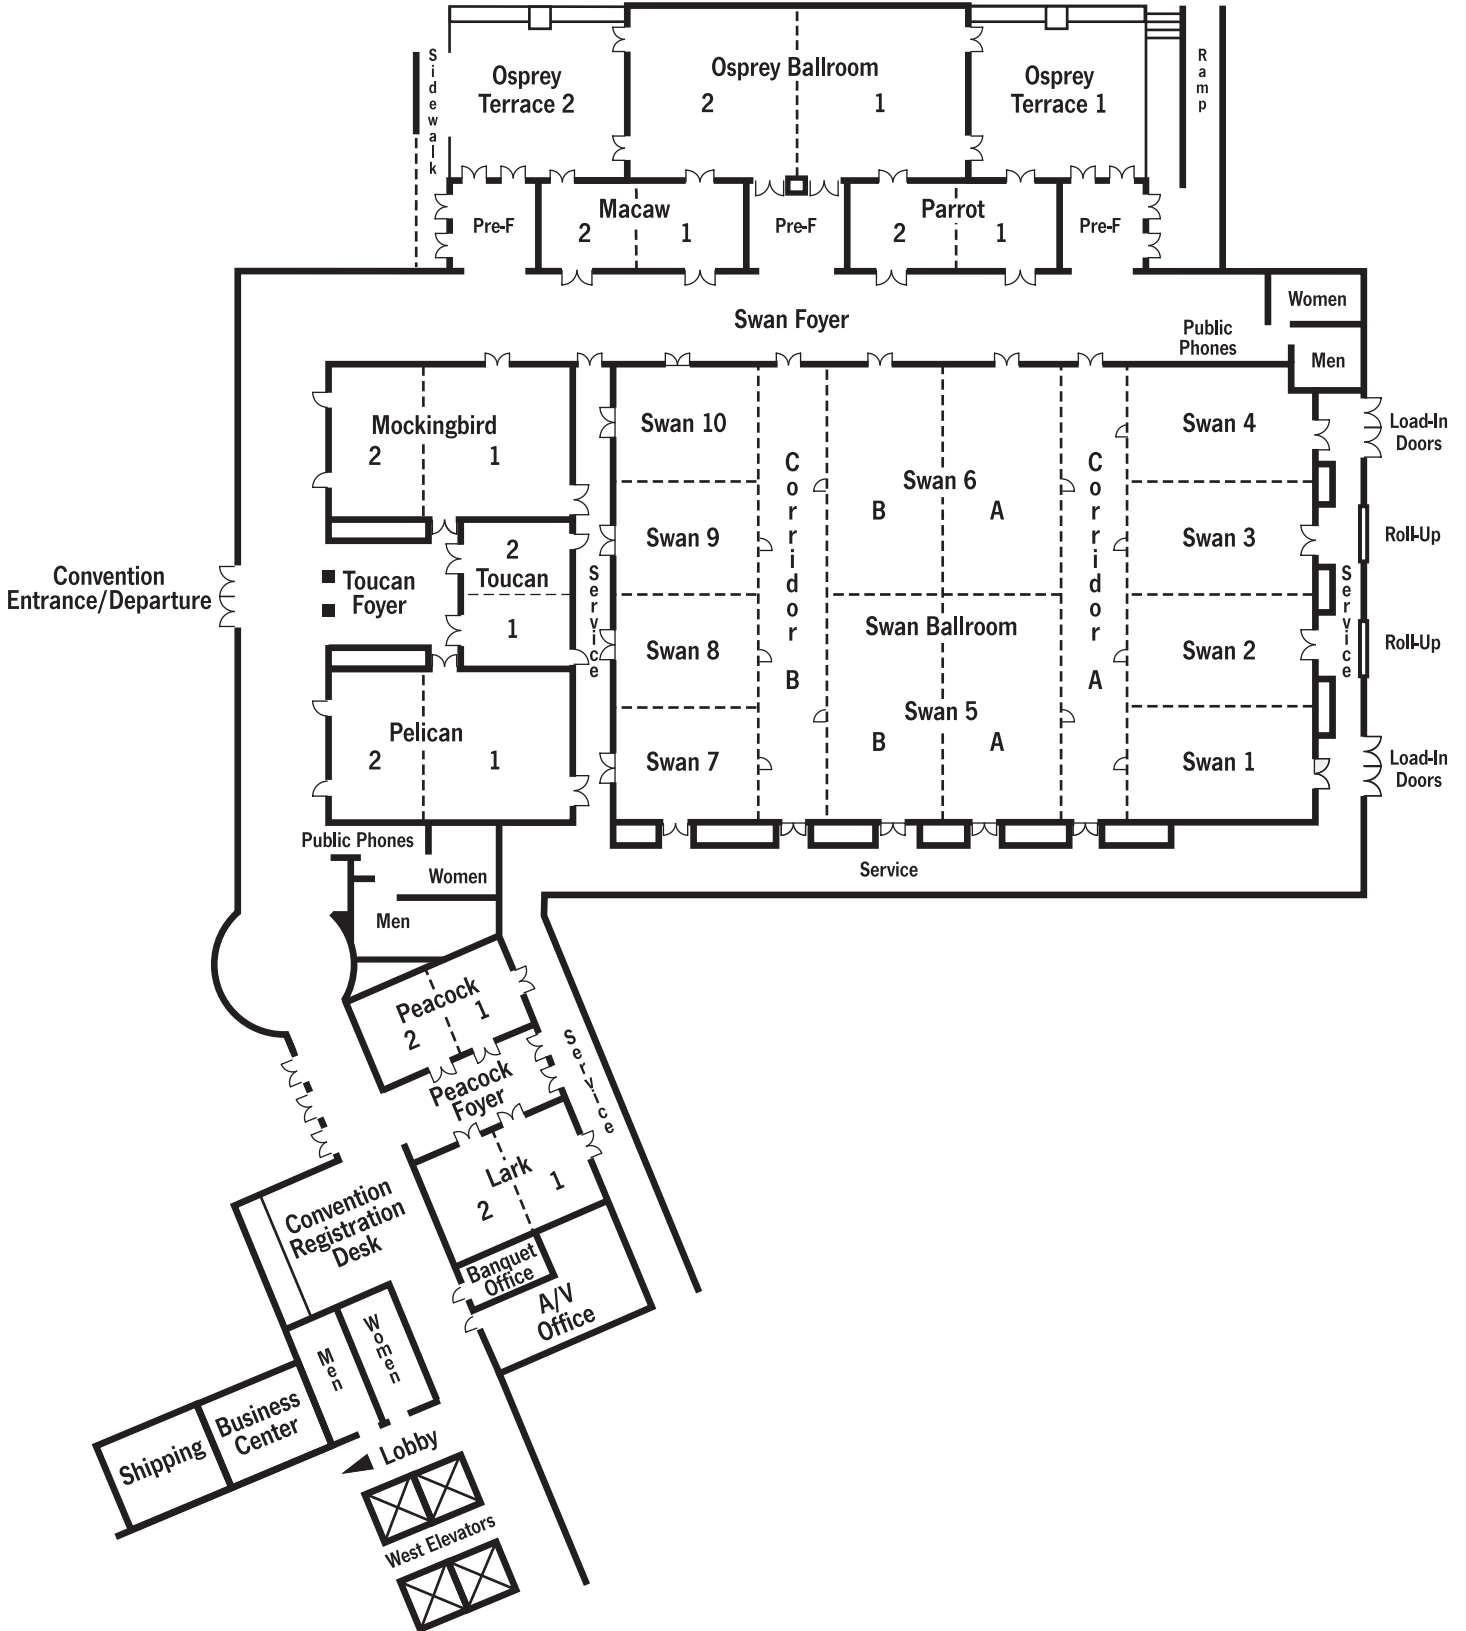 Sidewalk
Osprey
Terrace 2
Osprey Ballroom
2
1
Osprey
Terrace 1
Ramp
Pre-F
Macaw
2
1
Pre-F
Parrot
2
1
Pre-F
Swan Foyer
Public
Phones
Women
Men
Mockingbird
2
1
Swan 10
Swan 9
Swan 8
Swan 7
Corridor
B
Swan 6
B
A
Swan Ballroom
Swan 5
B
A
Corridor
A
Swan 4
Swan 3
Swan 2
Swan 1
Load-In
Doors
Roll-Up
Service
Roll-Up
Load-In
Doors
Convention
Entrance/Departure
Toucan
Foyer
2
Toucan
1
Service
Pelican
2
1
Public Phones
Women
Men
Service
Peacock
2
1
Service
Peacock
Foyer
Lark
2
1
Convention
Registration
Desk
Banquet
Office
A/V
Office
Men
Women
Business
Center
Shipping
Lobby
West Elevators